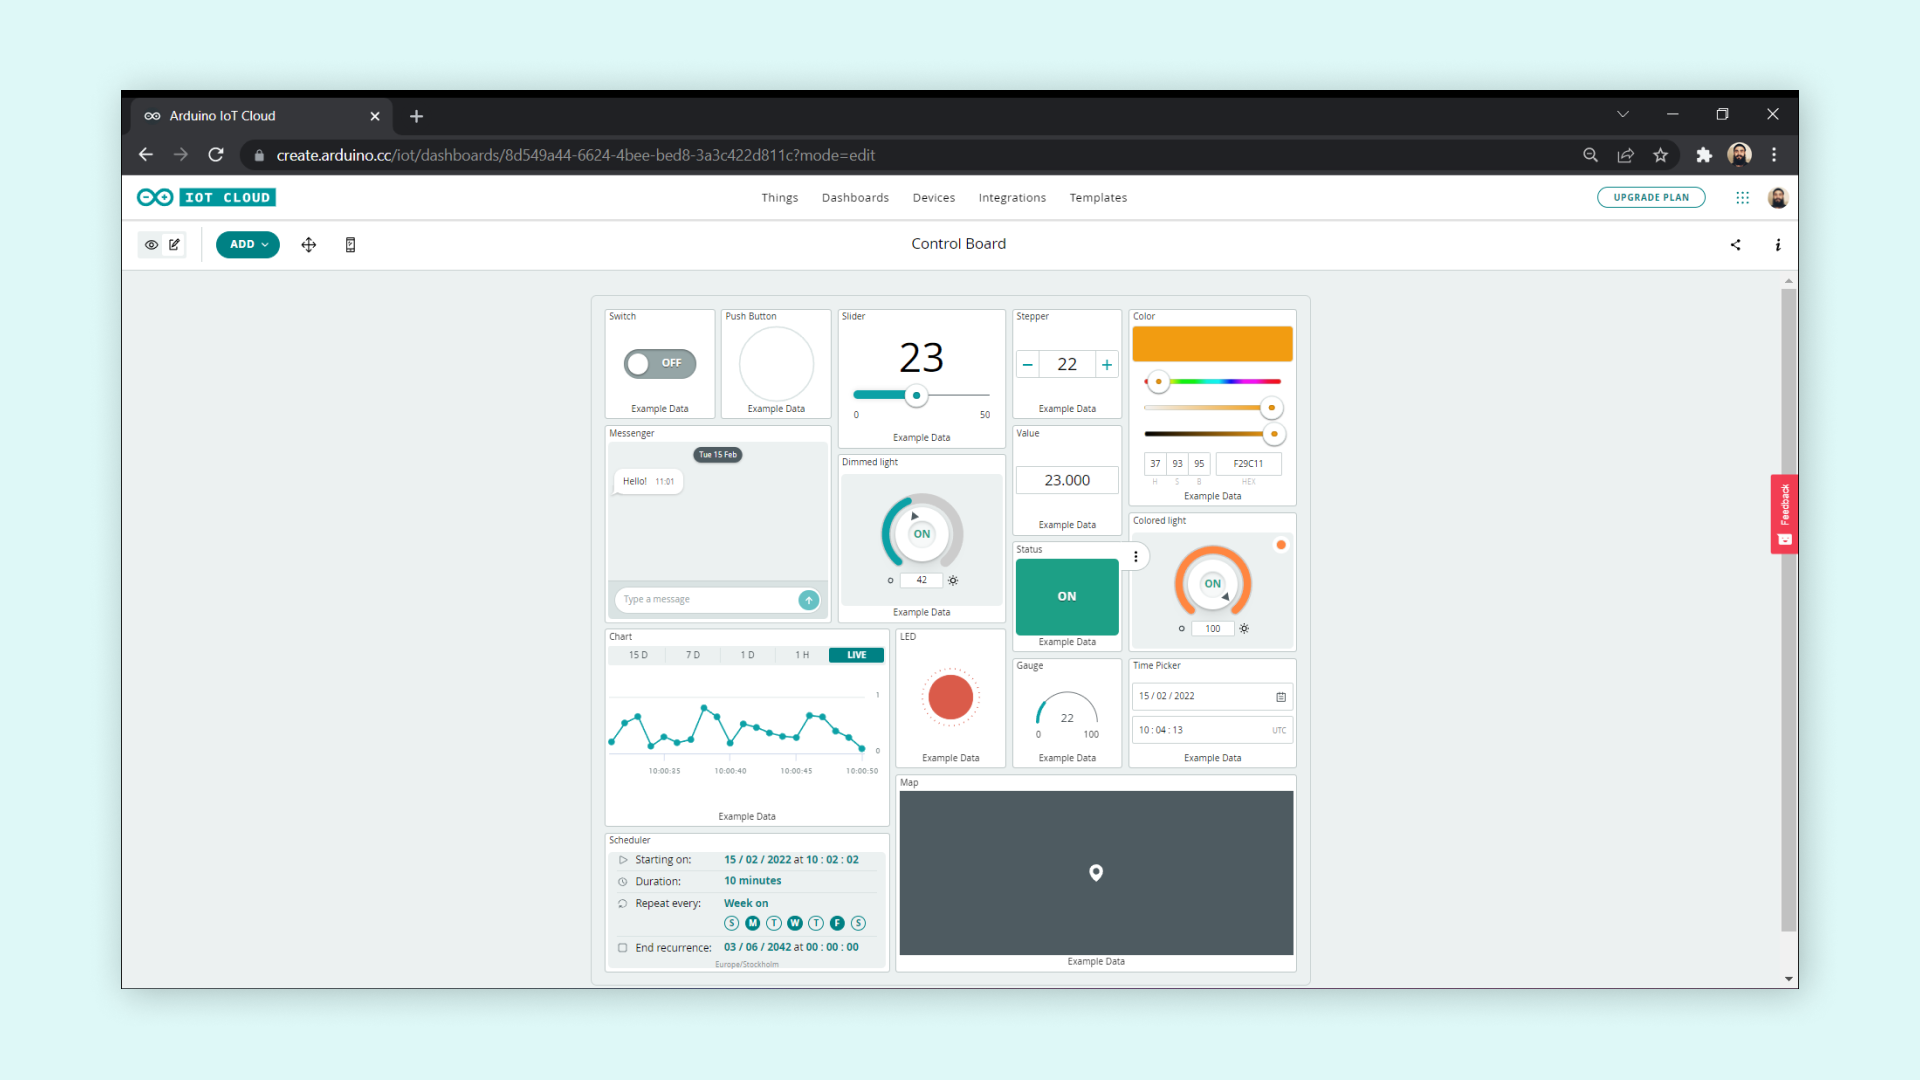 Arduino IoT Cloud
create.arduino.cc/iot/dashboards/8d549a44-6624-4bee-bed8-3a3c422d811c?mode=edit
IOT CLOUD
Things Dashboards Devices Integrations Templates
UPGRADE PLAN
ADD
Control Board
i
Switch
OFF
Example Data
Push Button
Example Data
Slider
23
0 50
Example Data
Stepper
− 22 +
Example Data
Color
37 93 95 F29C11
H S B HEX
Example Data
Messenger
Tue 15 Feb
Hello! 11:01
Type a message
Dimmed light
ON
42
Example Data
Value
23.000
Example Data
Status
ON
Example Data
Colored light
ON
100
Feedback
Chart
15 D 7 D 1 D 1 H LIVE
1
0
10:00:35 10:00:40 10:00:45 10:00:50
Example Data
LED
Example Data
Gauge
22
0 100
Example Data
Time Picker
15 / 02 / 2022
10 : 04 : 13 UTC
Example Data
Scheduler
Starting on: 15 / 02 / 2022 at 10 : 02 : 02
Duration: 10 minutes
Repeat every: Week on
S M T W T F S
End recurrence: 03 / 06 / 2042 at 00 : 00 : 00
Europe/Stockholm
Map
Example Data